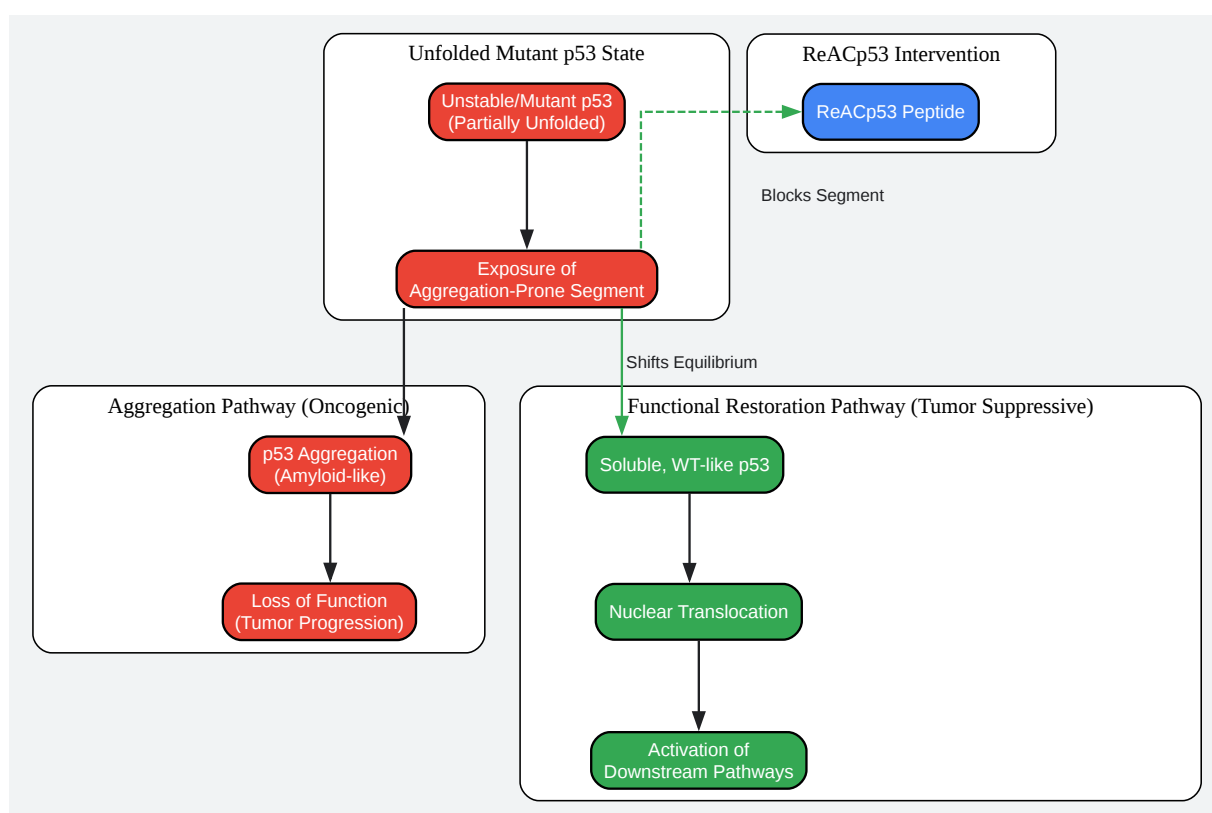 Unfolded Mutant p53 State
Unstable/Mutant p53
(Partially Unfolded)
Exposure of
Aggregation-Prone Segment
ReACp53 Intervention
ReACp53 Peptide
Blocks Segment
Shifts Equilibrium
Aggregation Pathway (Oncogenic)
p53 Aggregation
(Amyloid-like)
Loss of Function
(Tumor Progression)
Functional Restoration Pathway (Tumor Suppressive)
Soluble, WT-like p53
Nuclear Translocation
Activation of
Downstream Pathways